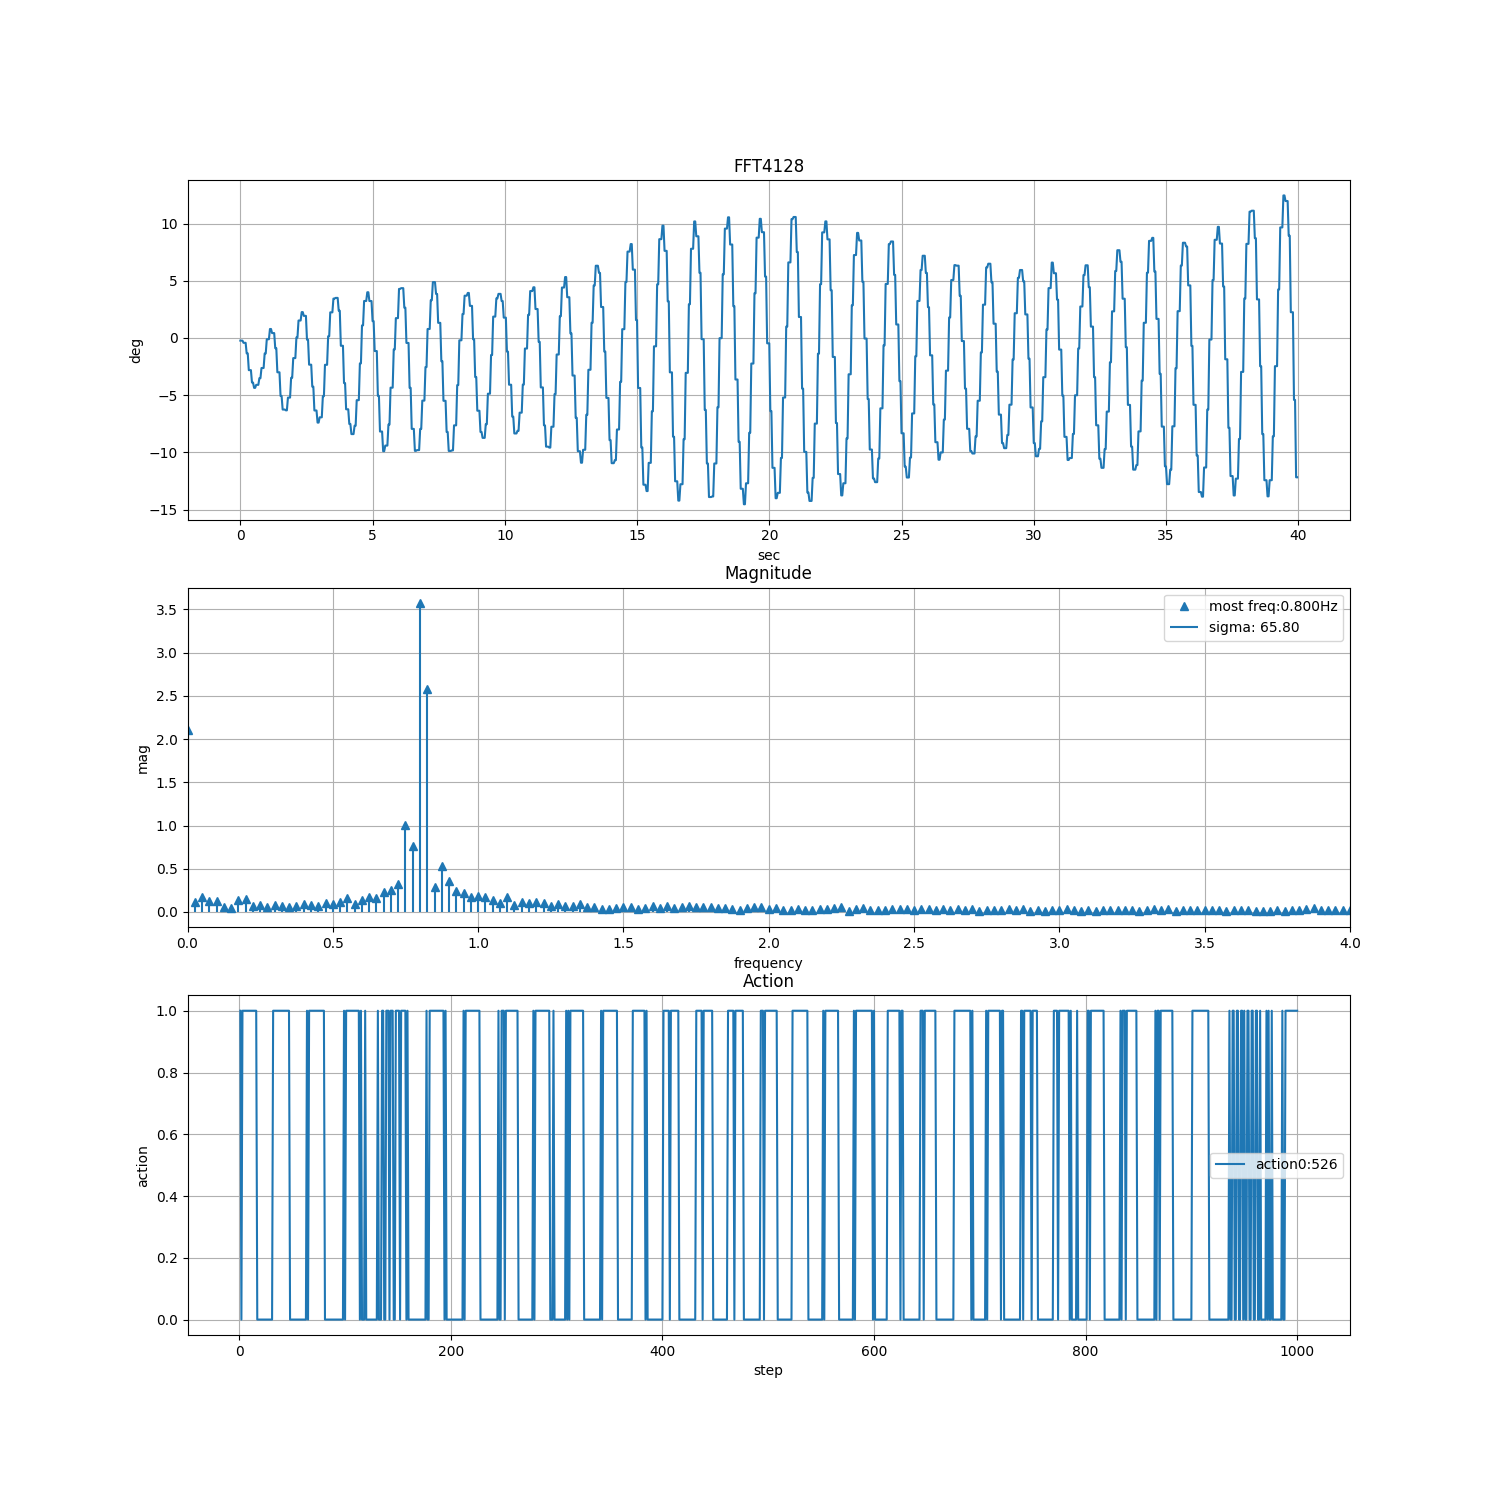 FFT4128
10
5
0
−5
−10
−15
deg
0 5 10 15 20 25 30 35 40
sec
Magnitude
most freq:0.800Hz
sigma: 65.80
3.5
3.0
2.5
2.0
1.5
1.0
0.5
0.0
mag
0.0 0.5 1.0 1.5 2.0 2.5 3.0 3.5 4.0
frequency
Action
1.0
0.8
0.6
0.4
0.2
0.0
action
action0:526
0 200 400 600 800 1000
step